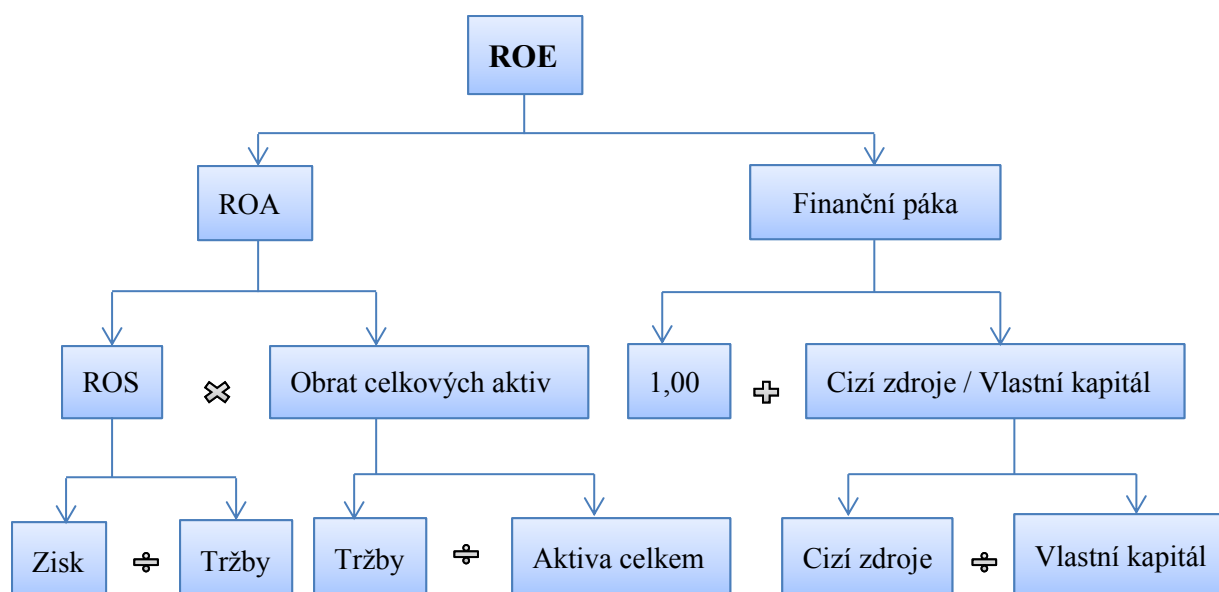 ROE
ROA
Finanční páka
ROS
Obrat celkových aktiv
1,00
Cizí zdroje / Vlastní kapitál
Zisk
Tržby
Tržby
Aktiva celkem
Cizí zdroje
Vlastní kapitál